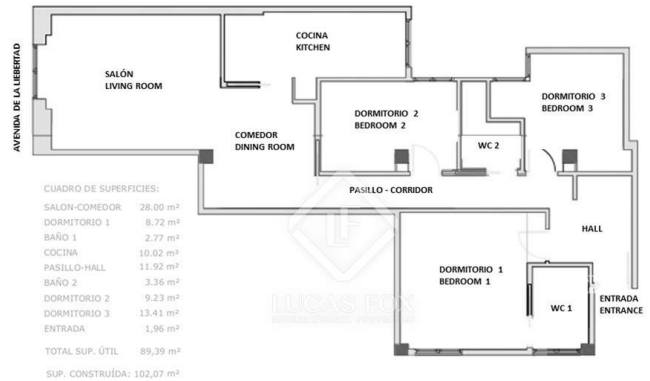 COCINA
KITCHEN
SALÓN
LIVING ROOM
AVENIDA DE LA LIEBERTAD
DORMITORIO 3
BEDROOM 3
DORMITORIO 2
BEDROOM 2
COMEDOR
DINING ROOM
WC 2
PASILLO - CORRIDOR
HALL
DORMITORIO 1
BEDROOM 1
WC 1
ENTRADA
ENTRANCE
CUADRO DE SUPERFICIES:
SALON-COMEDOR 28.00 m²
DORMITORIO 1 8.72 m²
BAÑO 1 2.77 m²
COCINA 10.02 m²
PASILLO-HALL 11.92 m²
BAÑO 2 3.36 m²
DORMITORIO 2 9.23 m²
DORMITORIO 3 13.41 m²
ENTRADA 1,96 m²
TOTAL SUP. ÚTIL 89,39 m²
SUP. CONSTRUÍDA: 102,07 m²
LF
LUCAS FOX